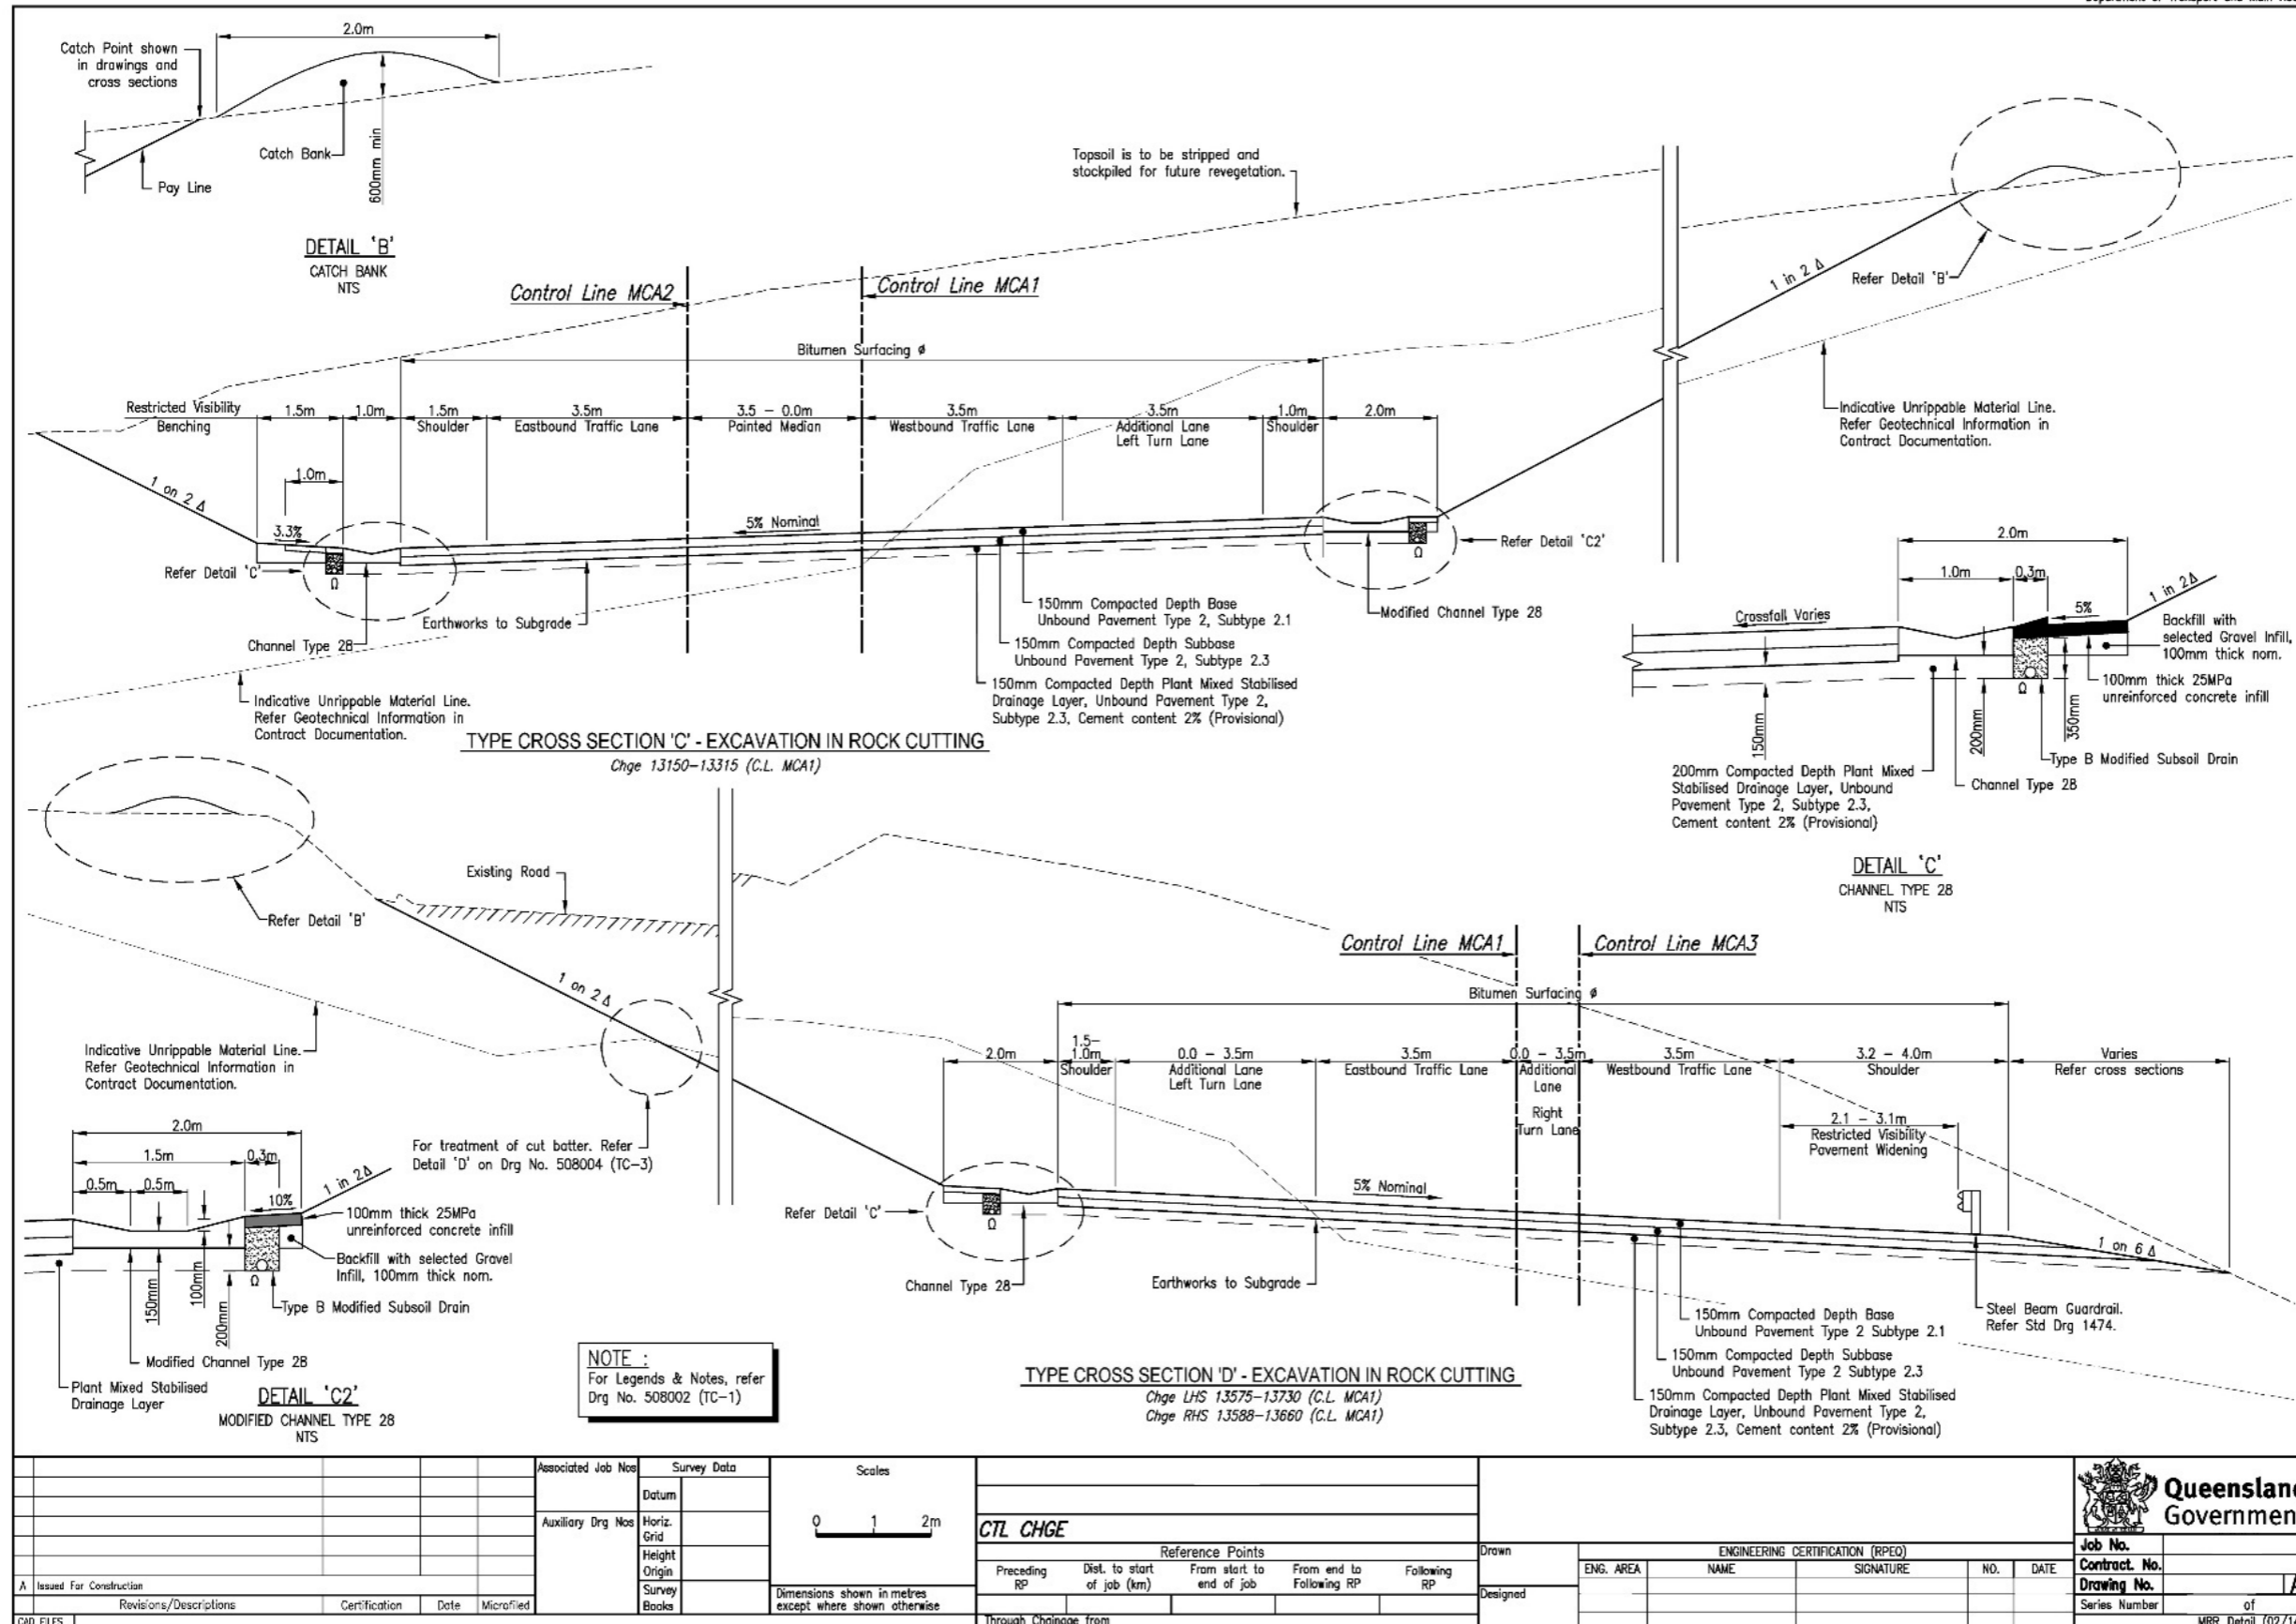 2.0m
Catch Point shown
in drawings and
cross sections
Catch Bank
Pay Line
600mm min
DETAIL 'B'
CATCH BANK
NTS
Topsoil is to be stripped and
stockpiled for future revegetation.
1 in 2 Δ
Refer Detail 'B'
Control Line MCA2
Control Line MCA1
Bitumen Surfacing ø
Restricted Visibility
Benching
1.5m
1.0m
1.5m
Shoulder
3.5m
Eastbound Traffic Lane
3.5 - 0.0m
Painted Median
3.5m
Westbound Traffic Lane
3.5m
Additional Lane
Left Turn Lane
1.0m
Shoulder
2.0m
Indicative Unrippable Material Line.
Refer Geotechnical Information in
Contract Documentation.
1 on 2 Δ
1.0m
3.3%
5% Nominal
Refer Detail 'C'
Ω
Ω
Refer Detail 'C2'
Earthworks to Subgrade
Channel Type 28
Modified Channel Type 28
150mm Compacted Depth Base
Unbound Pavement Type 2, Subtype 2.1
150mm Compacted Depth Subbase
Unbound Pavement Type 2, Subtype 2.3
150mm Compacted Depth Plant Mixed Stabilised
Drainage Layer, Unbound Pavement Type 2,
Subtype 2.3, Cement content 2% (Provisional)
Indicative Unrippable Material Line.
Refer Geotechnical Information in
Contract Documentation.
TYPE CROSS SECTION 'C' - EXCAVATION IN ROCK CUTTING
Chge 13150-13315 (C.L. MCA1)
2.0m
1.0m
0.3m
1 in 2Δ
Crossfall Varies
5%
Backfill with
selected Gravel Infill,
100mm thick nom.
100mm thick 25MPa
unreinforced concrete infill
Ω
150mm
200mm
350mm
Type B Modified Subsoil Drain
Channel Type 28
200mm Compacted Depth Plant Mixed
Stabilised Drainage Layer, Unbound
Pavement Type 2, Subtype 2.3,
Cement content 2% (Provisional)
DETAIL 'C'
CHANNEL TYPE 28
NTS
Existing Road
Refer Detail 'B'
1 on 2 Δ
Indicative Unrippable Material Line.
Refer Geotechnical Information in
Contract Documentation.
For treatment of cut batter. Refer
Detail 'D' on Drg No. 508004 (TC-3)
Control Line MCA1
Control Line MCA3
Bitumen Surfacing ø
2.0m
1.5-
1.0m
Shoulder
0.0 - 3.5m
Additional Lane
Left Turn Lane
3.5m
Eastbound Traffic Lane
0.0 - 3.5m
Additional
Lane
Right
Turn Lane
3.5m
Westbound Traffic Lane
3.2 - 4.0m
Shoulder
Varies
Refer cross sections
2.1 - 3.1m
Restricted Visibility
Pavement Widening
5% Nominal
Refer Detail 'C'
Ω
Channel Type 28
Earthworks to Subgrade
1 on 6 Δ
Steel Beam Guardrail.
Refer Std Drg 1474.
150mm Compacted Depth Base
Unbound Pavement Type 2 Subtype 2.1
150mm Compacted Depth Subbase
Unbound Pavement Type 2 Subtype 2.3
150mm Compacted Depth Plant Mixed Stabilised
Drainage Layer, Unbound Pavement Type 2,
Subtype 2.3, Cement content 2% (Provisional)
TYPE CROSS SECTION 'D' - EXCAVATION IN ROCK CUTTING
Chge LHS 13575-13730 (C.L. MCA1)
Chge RHS 13588-13660 (C.L. MCA1)
2.0m
1.5m
0.3m
0.5m
0.5m
10%
1 in 2Δ
100mm thick 25MPa
unreinforced concrete infill
Backfill with selected Gravel
Infill, 100mm thick nom.
Ω
150mm
100mm
200mm
Type B Modified Subsoil Drain
Modified Channel Type 28
Plant Mixed Stabilised
Drainage Layer
DETAIL 'C2'
MODIFIED CHANNEL TYPE 28
NTS
NOTE :
For Legends & Notes, refer
Drg No. 508002 (TC-1)
A Issued For Construction
Revisions/Descriptions
Certification
Date
Microfiled
CAD FILES
Associated Job Nos
Auxiliary Drg Nos
Survey Data
Datum
Horiz.
Grid
Height
Origin
Survey
Books
Scales
0 1 2m
Dimensions shown in metres
except where shown otherwise
CTL CHGE
Reference Points
Preceding
RP
Dist. to start
of job (km)
From start to
end of job
From end to
Following RP
Following
RP
Through Chainage from
Drawn
Designed
ENGINEERING CERTIFICATION (RPEQ)
ENG. AREA
NAME
SIGNATURE
NO.
DATE
Queensland
Government
Job No.
Contract. No.
Drawing No.
Series Number
of